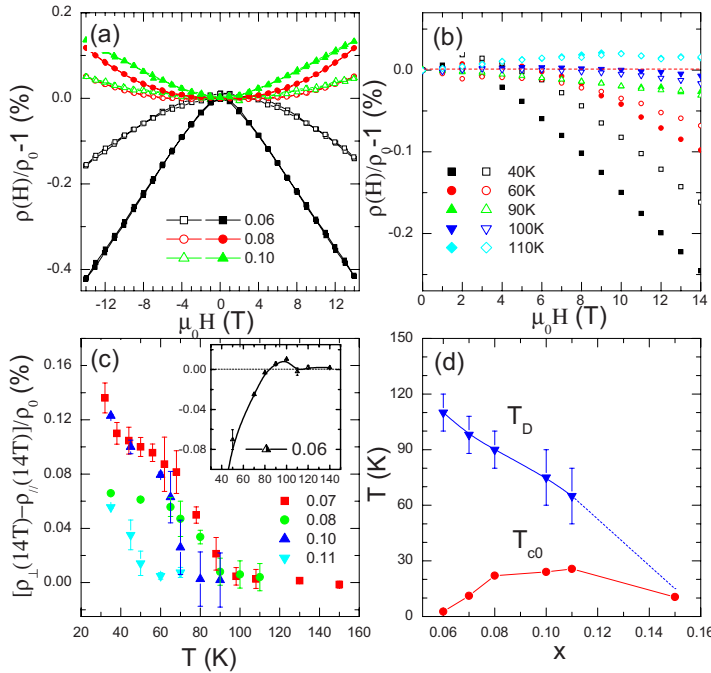 (a)
ρ(H)/ρ0-1 (%)
0.2
0.0
-0.2
-0.4
0.06
0.08
0.10
-12 -8 -4 0 4 8 12
μ0H (T)
(b)
ρ(H)/ρ0-1 (%)
0.1
0.0
-0.1
-0.2
40K
60K
90K
100K
110K
0 2 4 6 8 10 12 14
μ0H (T)
(c)
[ρ⊥(14T)−ρ//(14T)]/ρ0 (%)
0.16
0.12
0.08
0.04
0.00
0.00
-0.04
-0.08
0.06
40 60 80 100 120 140
0.07
0.08
0.10
0.11
20 40 60 80 100 120 140 160
T (K)
(d)
T (K)
150
120
90
60
30
0
TD
Tc0
0.06 0.08 0.10 0.12 0.14 0.16
x